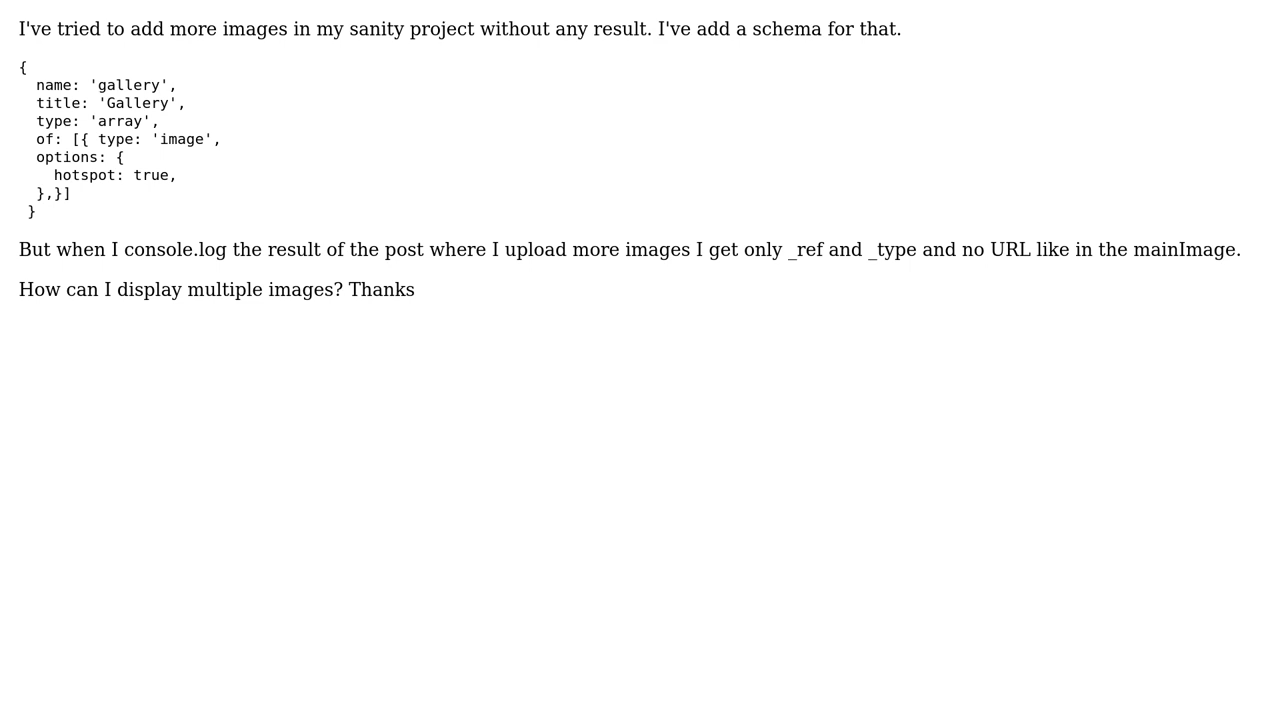 I've tried to add more images in my sanity project without any result. I've add a schema for that.
{
  name: 'gallery',
  title: 'Gallery',
  type: 'array',
  of: [{ type: 'image',
  options: {
    hotspot: true,
  },}]
 }
But when I console.log the result of the post where I upload more images I get only _ref and _type and no URL like in the mainImage.
How can I display multiple images? Thanks